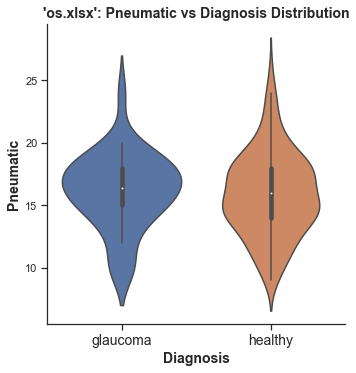 'os.xlsx': Pneumatic vs Diagnosis Distribution
25
20
15
10
Pneumatic
glaucoma
healthy
Diagnosis